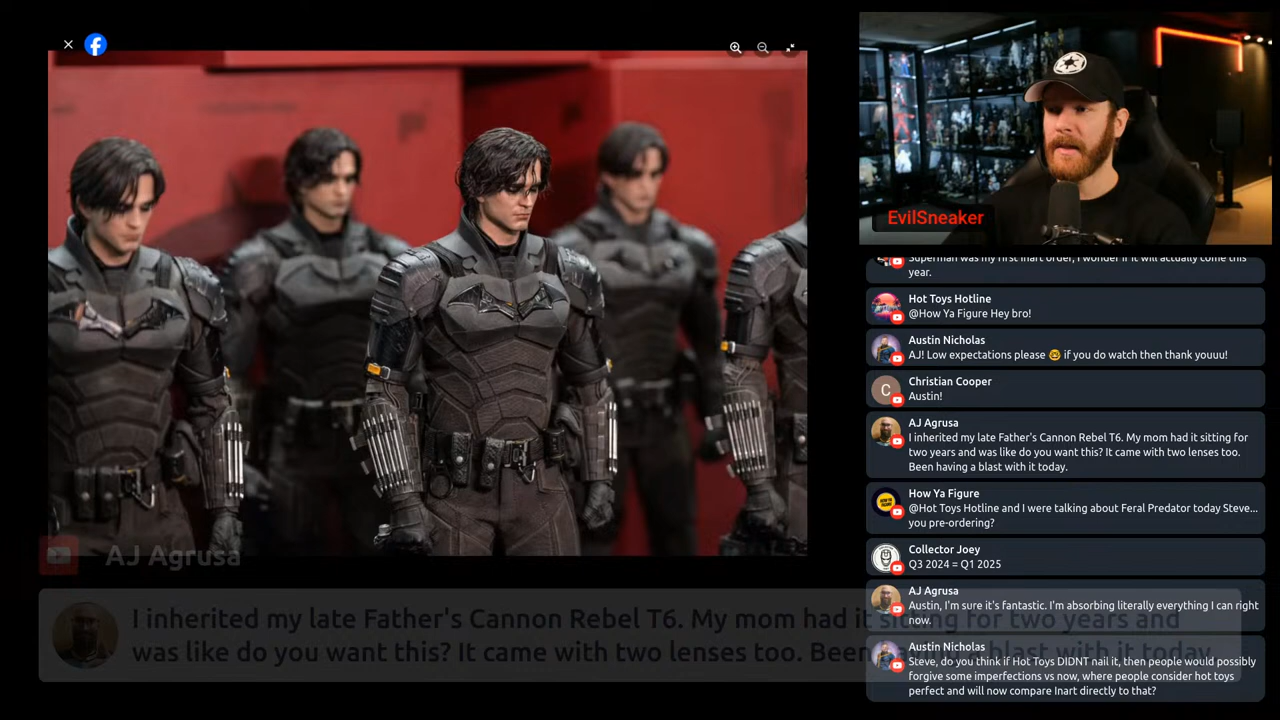 EvilSneaker
Superman was my first Inart order, I wonder if it will actually come this
year.
Hot Toys Hotline
@How Ya Figure Hey bro!
Austin Nicholas
AJ! Low expectations please 🤓 if you do watch then thank youuu!
Christian Cooper
C
Austin!
AJ Agrusa
I inherited my late Father's Cannon Rebel T6. My mom had it sitting for
two years and was like do you want this? It came with two lenses too.
Been having a blast with it today.
How Ya Figure
@Hot Toys Hotline and I were talking about Feral Predator today Steve...
you pre-ordering?
Collector Joey
Q3 2024 = Q1 2025
AJ Agrusa
Austin, I'm sure it's fantastic. I'm absorbing literally everything I can right
now.
Austin Nicholas
Steve, do you think if Hot Toys DIDNT nail it, then people would possibly
forgive some imperfections vs now, where people consider hot toys
perfect and will now compare Inart directly to that?
AJ Agrusa
I inherited my late Father's Cannon Rebel T6. My mom had it sitting for two years and
was like do you want this? It came with two lenses too. Been having a blast with it today.